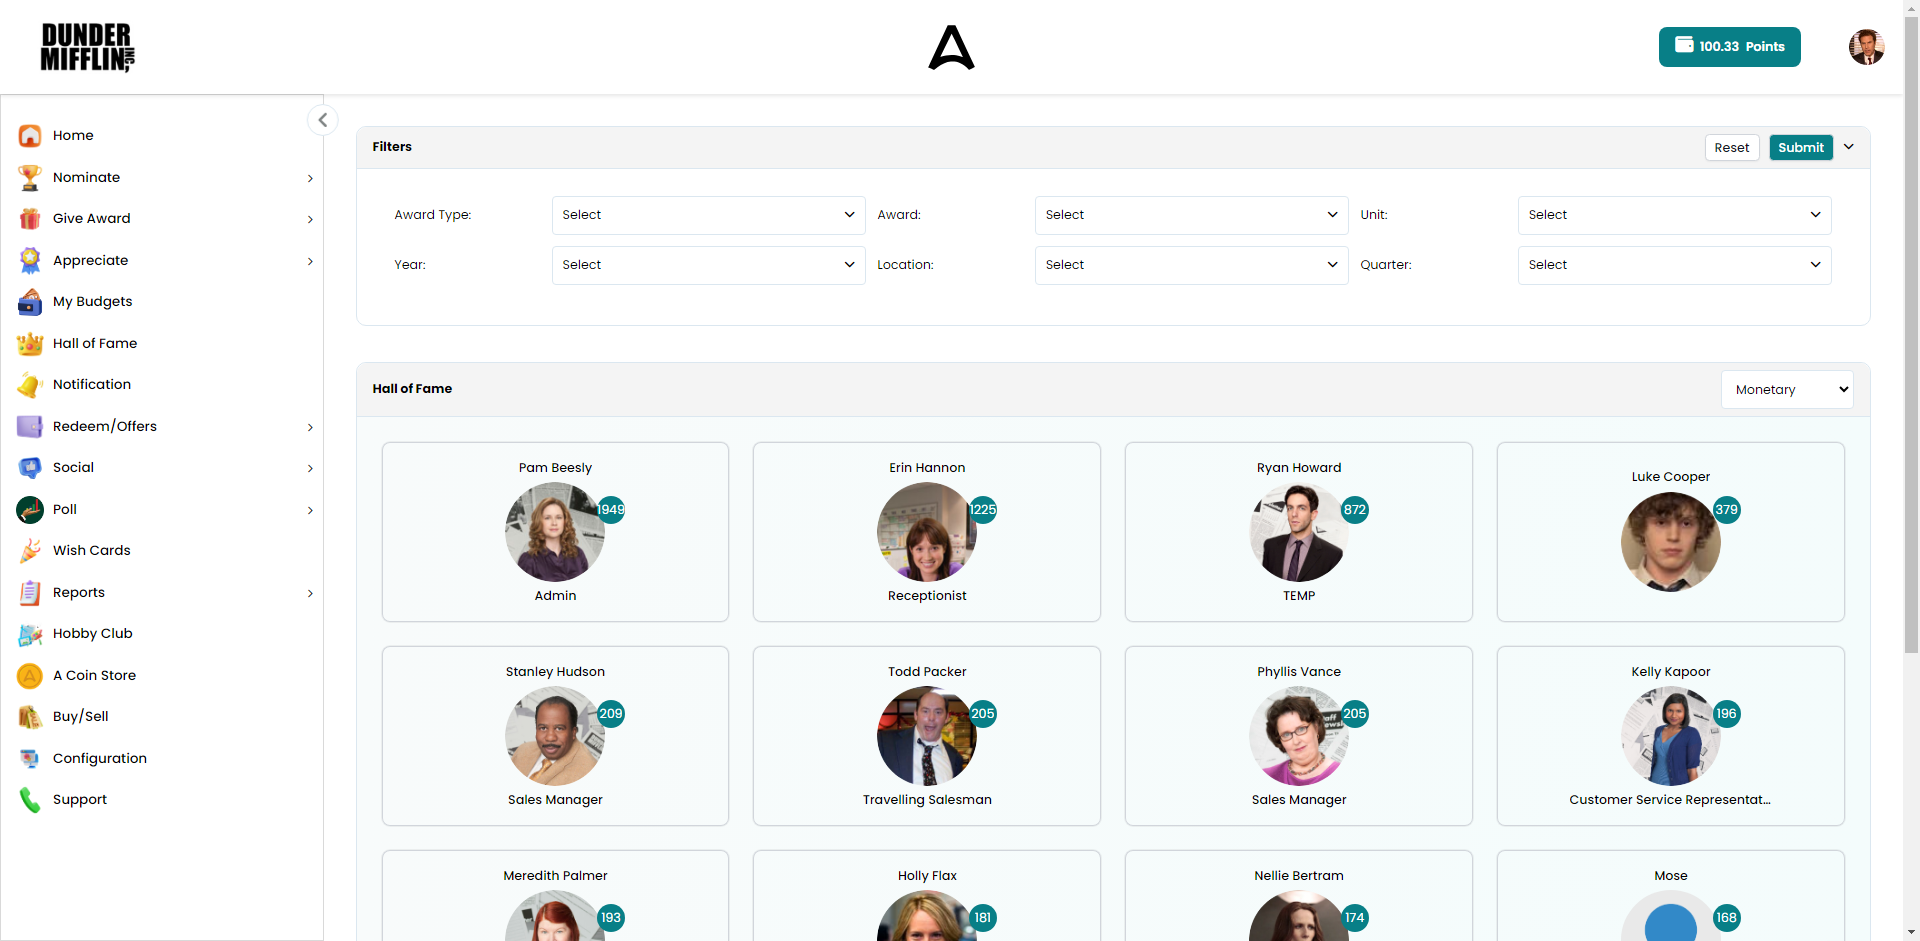 DUNDER
MIFFLIN INC,
100.33 Points
Home
Nominate
Give Award
Appreciate
My Budgets
Hall of Fame
Notification
Redeem/Offers
Social
Poll
Wish Cards
Reports
Hobby Club
A Coin Store
Buy/Sell
Configuration
Support
Filters
Reset
Submit
Award Type: Select Award: Select Unit: Select
Year: Select Location: Select Quarter: Select
Hall of Fame
Monetary
Pam Beesly
1949
Admin
Erin Hannon
1225
Receptionist
Ryan Howard
872
TEMP
Luke Cooper
379
Stanley Hudson
209
Sales Manager
Todd Packer
205
Travelling Salesman
Phyllis Vance
205
Sales Manager
Kelly Kapoor
196
Customer Service Representat...
Meredith Palmer
193
Holly Flax
181
Nellie Bertram
174
Mose
168